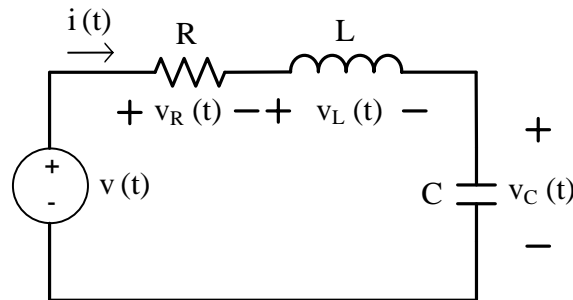 i (t) R L
+ v_R (t) − + v_L (t) −
+
+
- v (t) C v_C (t)
−